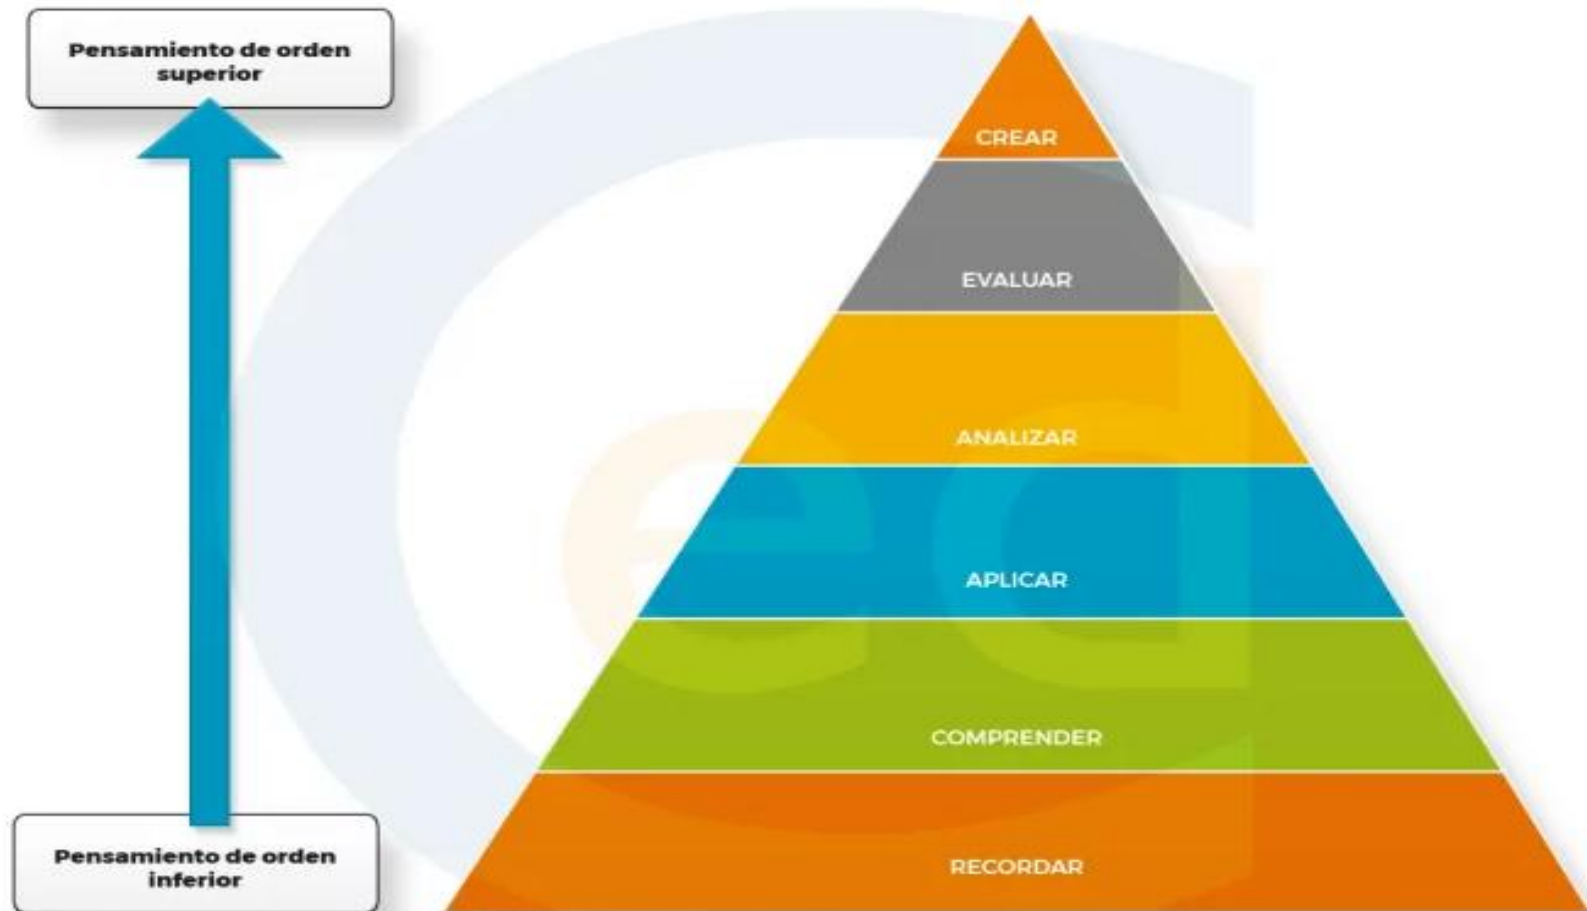 Pensamiento de orden
superior
CREAR
EVALUAR
ANALIZAR
APLICAR
COMPRENDER
RECORDAR
Pensamiento de orden
inferior